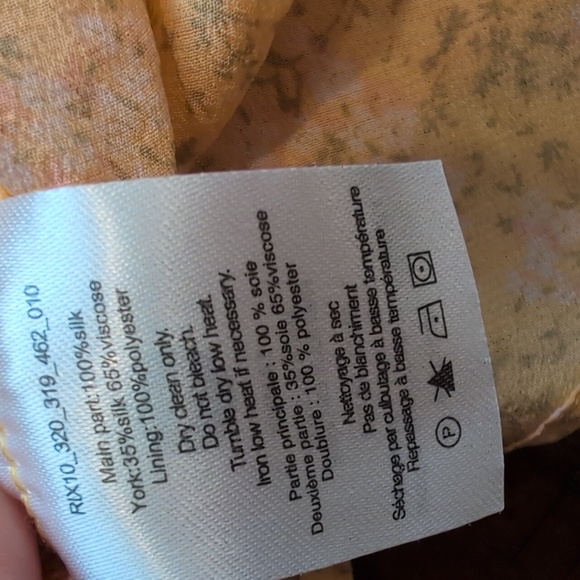 RIX10_320_319_462_010
Main part:100%silk
York:35%silk 65%viscose
Lining:100%polyester
Dry clean only.
Do not bleach.
Tumble dry low heat.
Iron low heat if necessary.
Partie principale : 100 % soie
Deuxième partie : 35%soie 65%viscose
Doublure : 100 % polyester
Nettoyage à sec
Pas de blanchiment
Séchage par culbutage à basse température
Repassage à basse température
P